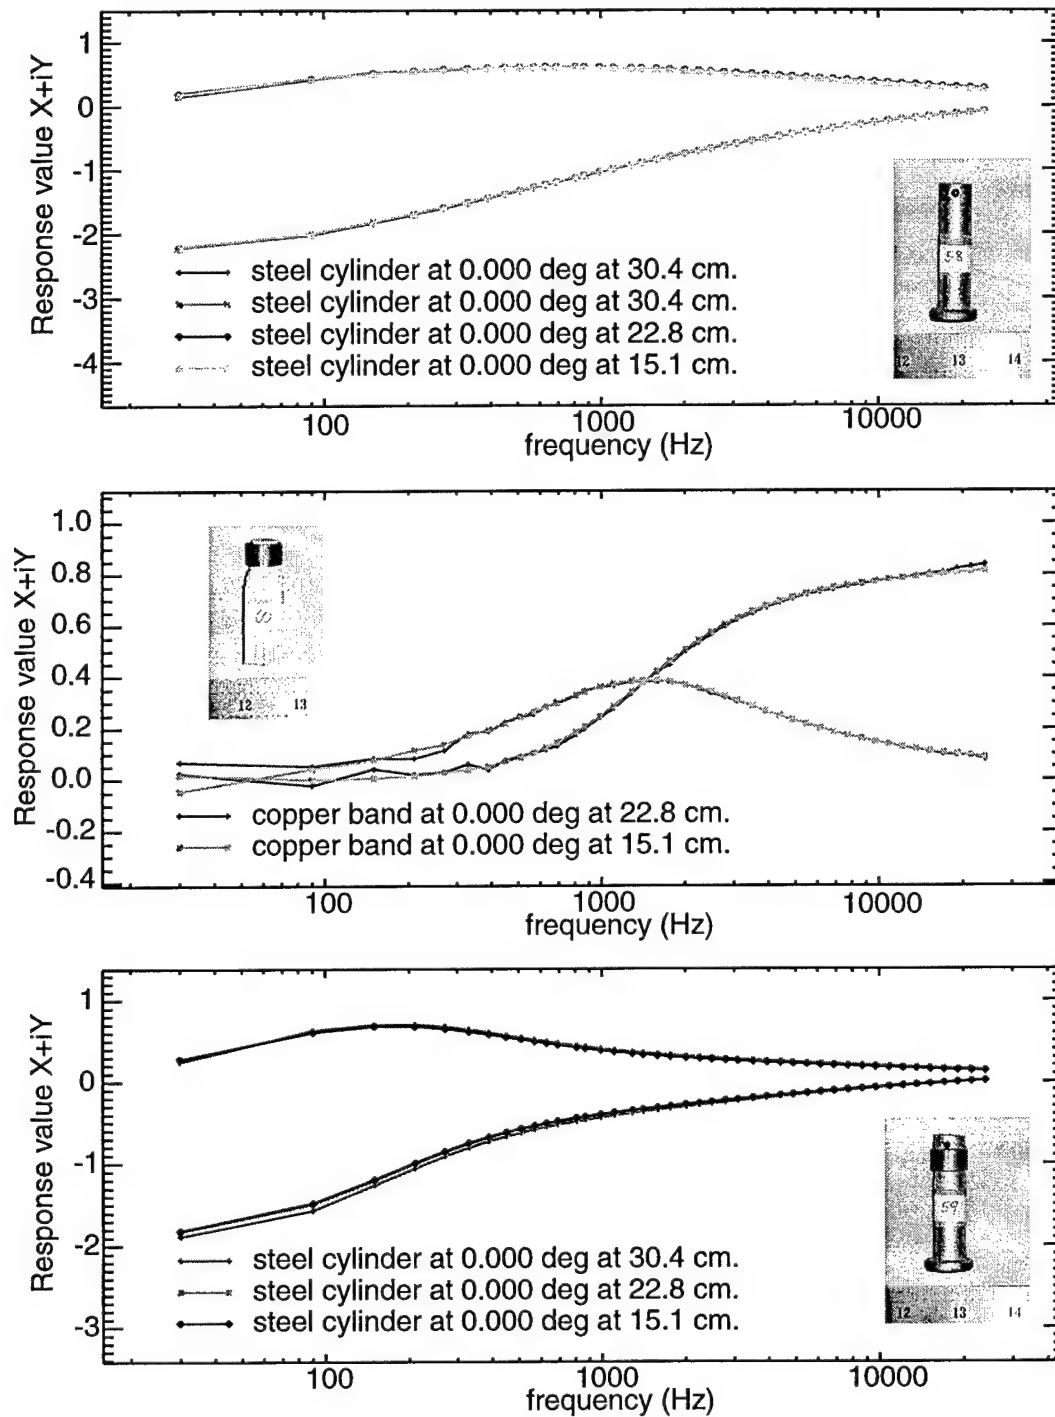 Response value X+iY
1
0
-1
-2
-3
-4
steel cylinder at 0.000 deg at 30.4 cm.
steel cylinder at 0.000 deg at 30.4 cm.
steel cylinder at 0.000 deg at 22.8 cm.
steel cylinder at 0.000 deg at 15.1 cm.
58
12 13 14
100 1000 10000
frequency (Hz)
Response value X+iY
1.0
0.8
0.6
0.4
0.2
0.0
-0.2
-0.4
12 13
copper band at 0.000 deg at 22.8 cm.
copper band at 0.000 deg at 15.1 cm.
100 1000 10000
frequency (Hz)
Response value X+iY
1
0
-1
-2
-3
59
12 13 14
steel cylinder at 0.000 deg at 30.4 cm.
steel cylinder at 0.000 deg at 22.8 cm.
steel cylinder at 0.000 deg at 15.1 cm.
100 1000 10000
frequency (Hz)